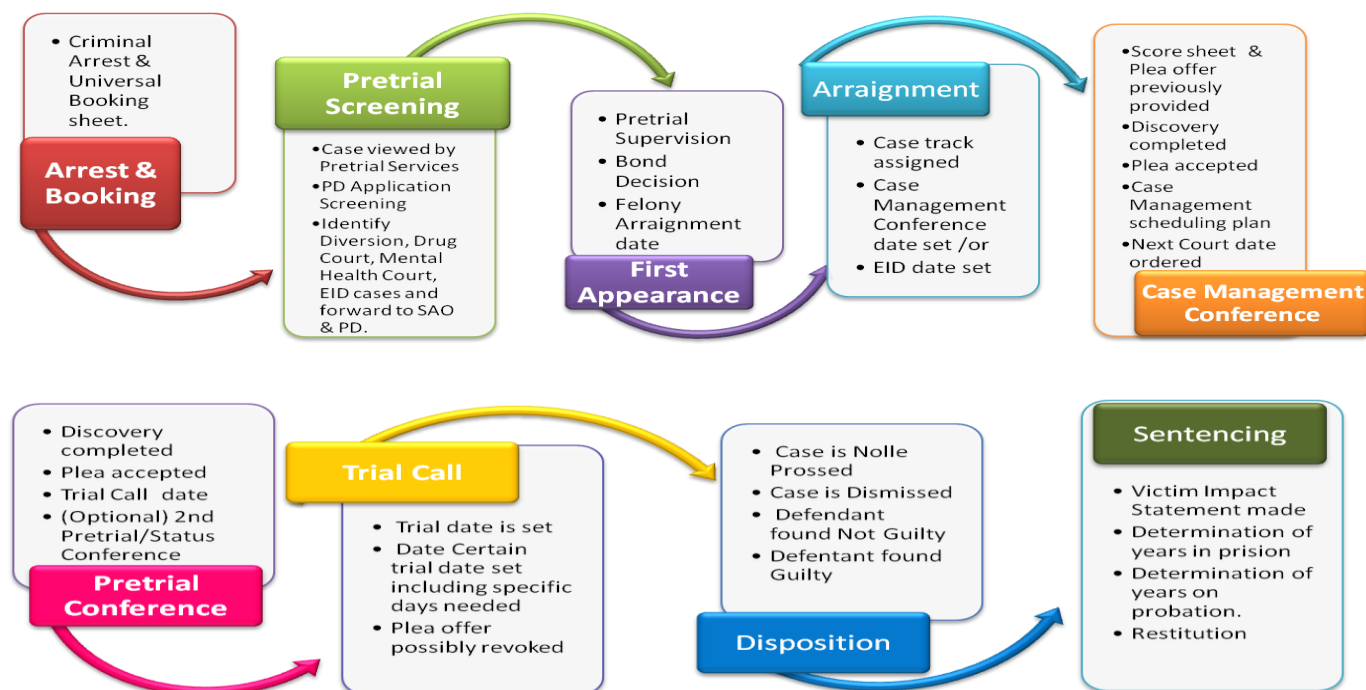 • Criminal
Arrest &
Universal
Booking
sheet.
Arrest &
Booking
Pretrial
Screening
•Case viewed by
Pretrial Services
•PD Application
Screening
•Identify
Diversion, Drug
Court, Mental
Health Court,
EID cases and
forward to SAO
& PD.
• Pretrial
Supervision
• Bond
Decision
• Felony
Arraignment
date
First
Appearance
Arraignment
• Case track
assigned
• Case
Management
Conference
date set /or
• EID date set
•Score sheet & 
Plea offer
previously
provided
•Discovery
completed
•Plea accepted
•Case
Management
scheduling plan
•Next Court date
ordered
Case Management
Conference
• Discovery
completed
• Plea accepted
• Trial Call date
• (Optional) 2nd
Pretrial/Status
Conference
Pretrial
Conference
Trial Call
• Trial date is set
• Date Certain
trial date set
including specific
days needed
• Plea offer
possibly revoked
• Case is Nolle
Prossed
• Case is Dismissed
• Defendant
found Not Guilty
• Defentant found
Guilty
Disposition
Sentencing
• Victim Impact
Statement made
• Determination of
years in prision
• Determination of
years on
probation.
• Restitution